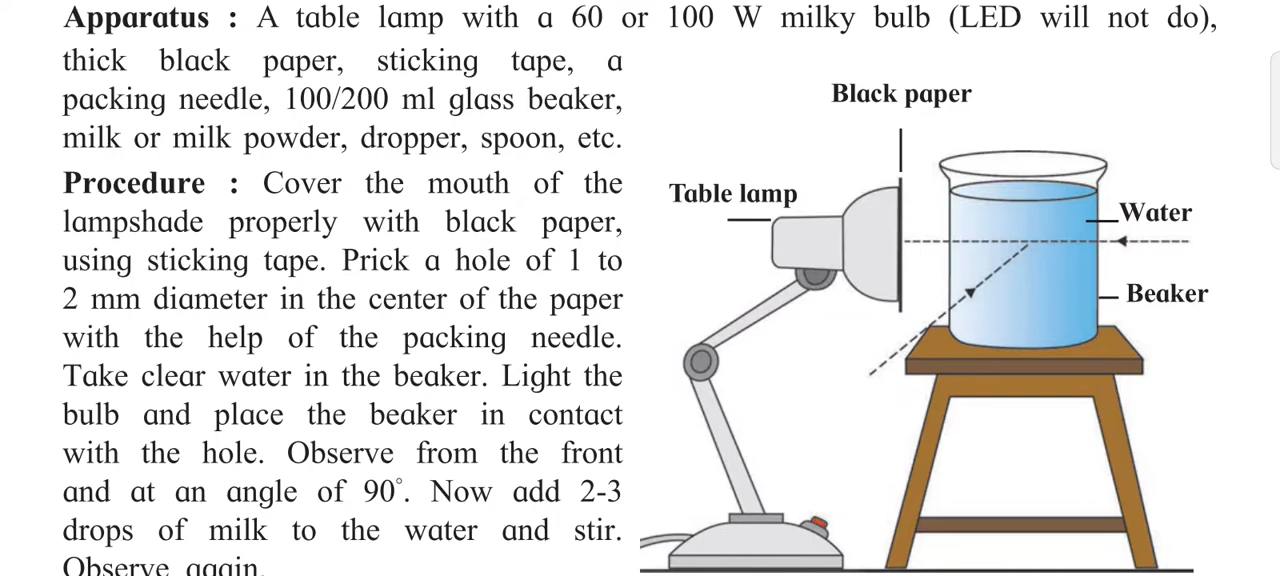 Apparatus : A table lamp with a 60 or 100 W milky bulb (LED will not do),
thick black paper, sticking tape, a
packing needle, 100/200 ml glass beaker,
milk or milk powder, dropper, spoon, etc.
Procedure : Cover the mouth of the
lampshade properly with black paper,
using sticking tape. Prick a hole of 1 to
2 mm diameter in the center of the paper
with the help of the packing needle.
Take clear water in the beaker. Light the
bulb and place the beaker in contact
with the hole. Observe from the front
and at an angle of 90°. Now add 2-3
drops of milk to the water and stir.
Observe again.
Black paper
Table lamp
Water
Beaker